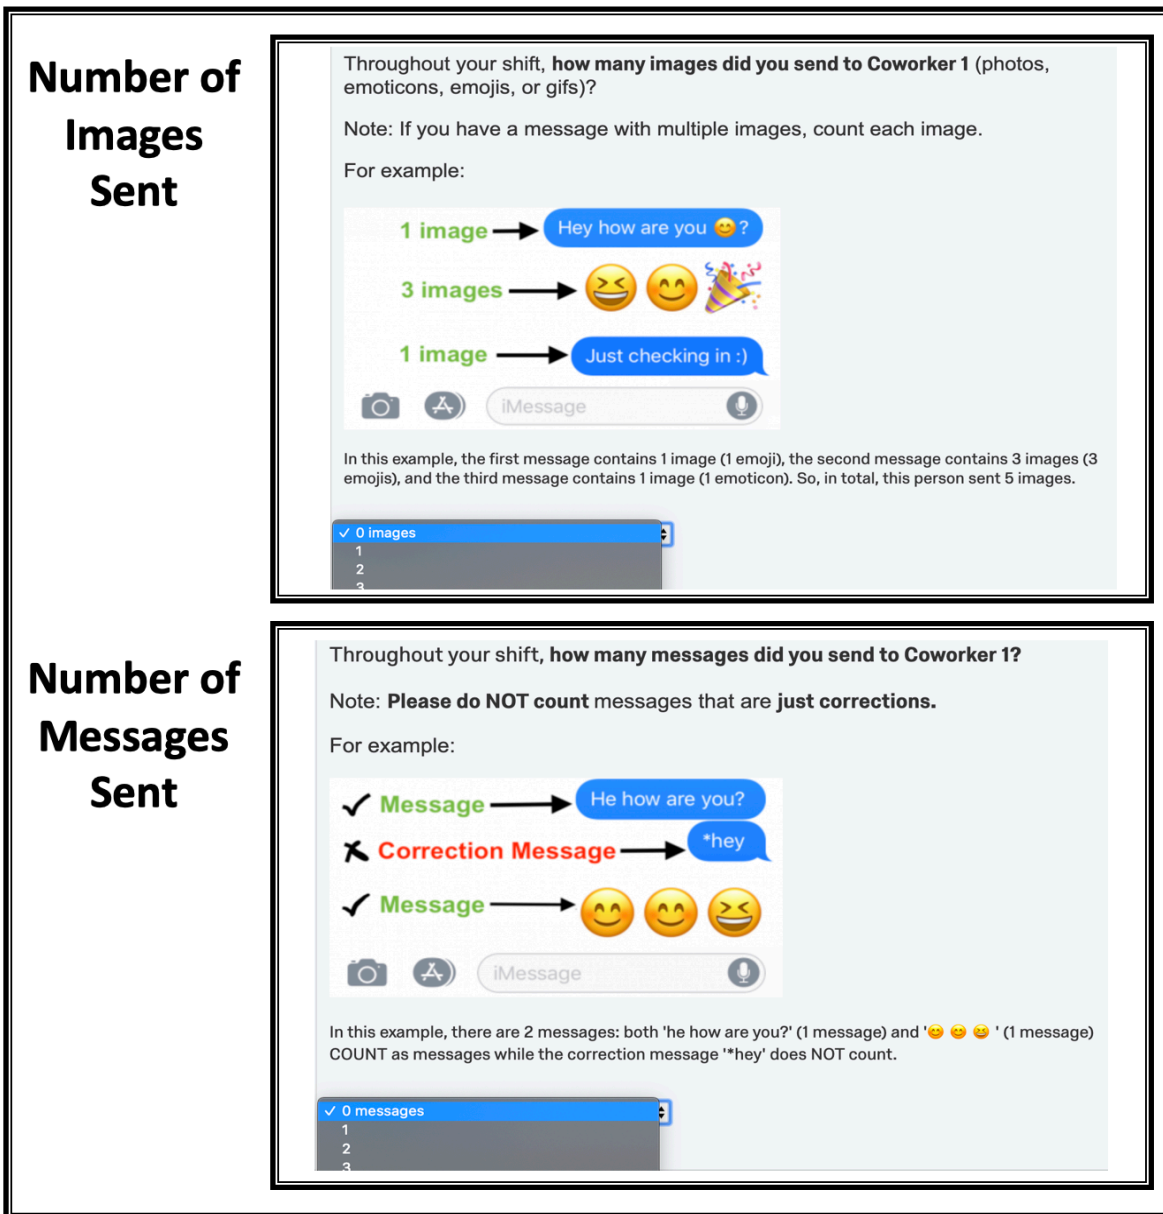 Number of
Images
Sent
Throughout your shift, how many images did you send to Coworker 1 (photos,
emoticons, emojis, or gifs)?
Note: If you have a message with multiple images, count each image.
For example:
1 image
Hey how are you 😊?
3 images
😆 😊 🎉
1 image
Just checking in :)
iMessage
In this example, the first message contains 1 image (1 emoji), the second message contains 3 images (3
emojis), and the third message contains 1 image (1 emoticon). So, in total, this person sent 5 images.
✓ 0 images
1
2
3
Number of
Messages
Sent
Throughout your shift, how many messages did you send to Coworker 1?
Note: Please do NOT count messages that are just corrections.
For example:
✓ Message
He how are you?
✗ Correction Message
*hey
✓ Message
😊 😊 😆
iMessage
In this example, there are 2 messages: both 'he how are you?' (1 message) and '😊 😊 😆 ' (1 message)
COUNT as messages while the correction message '*hey' does NOT count.
✓ 0 messages
1
2
3